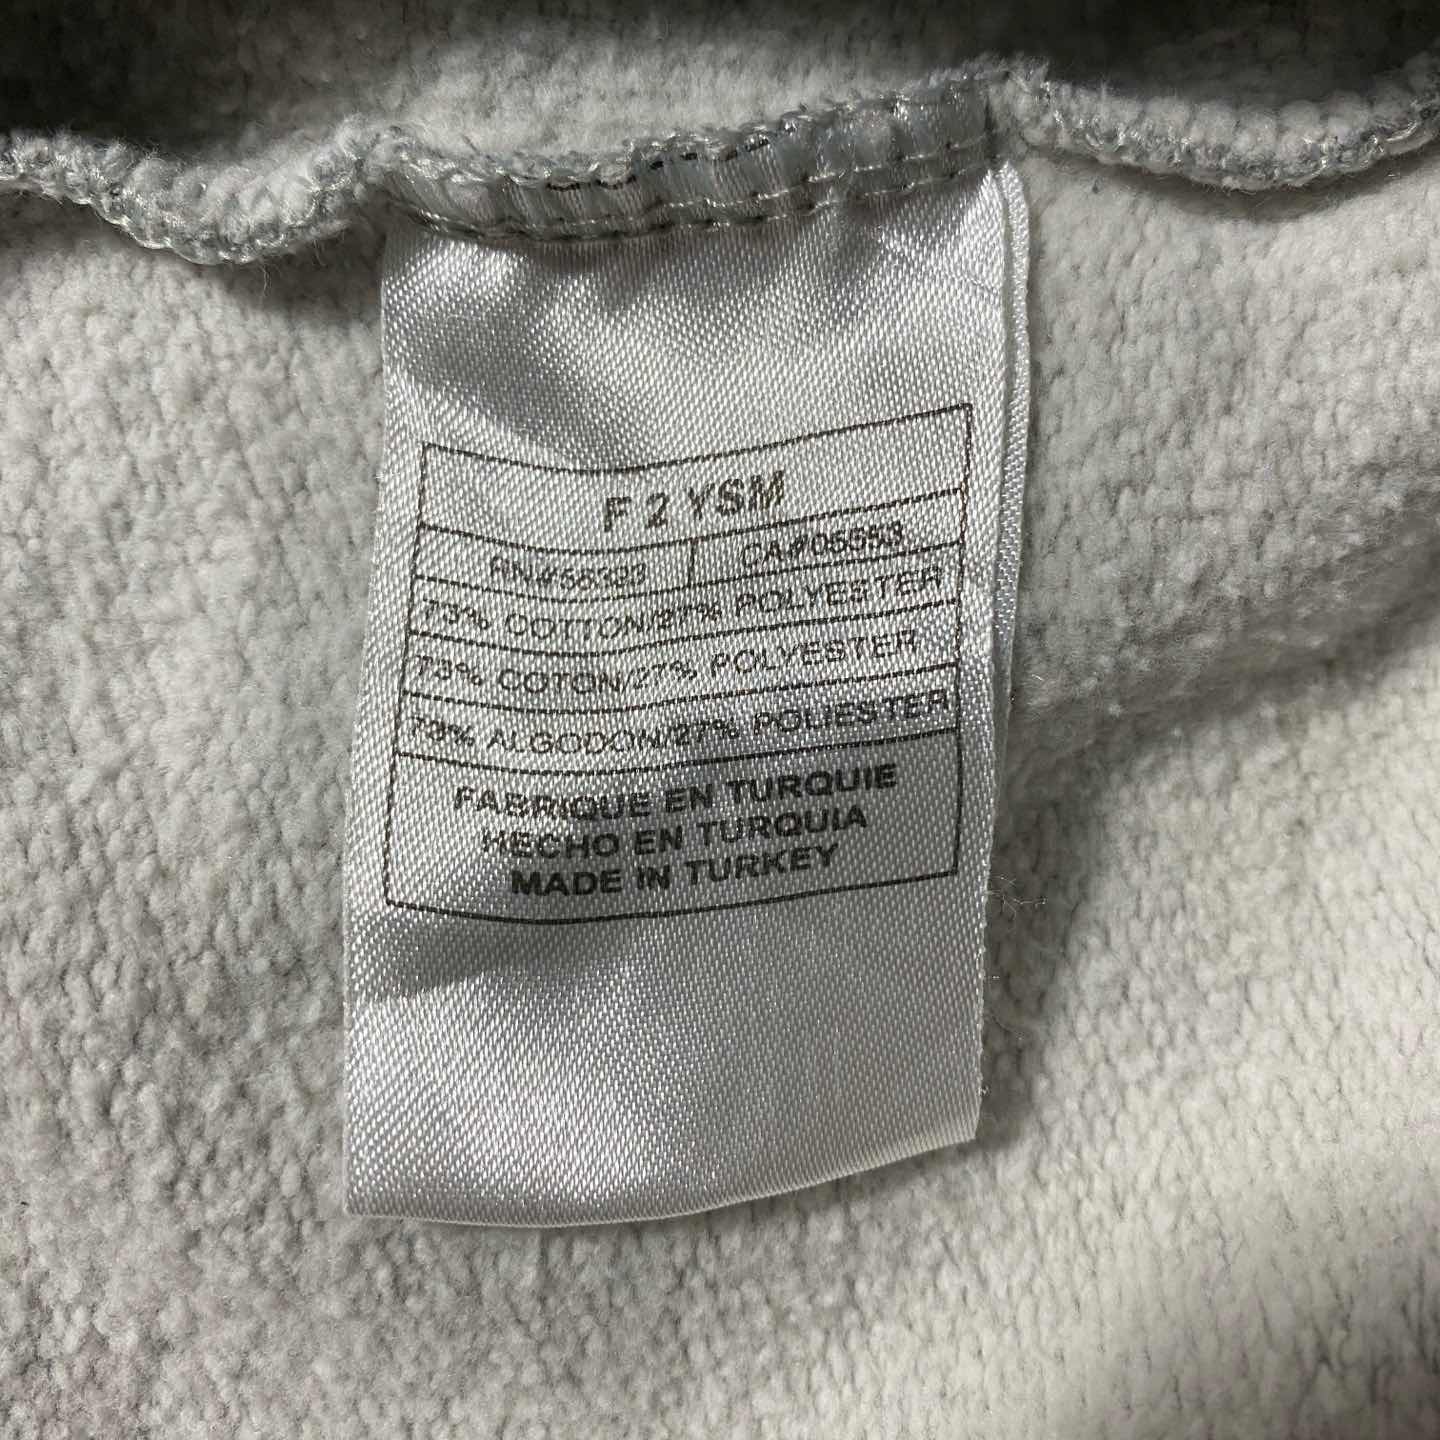 F 2 YSM
RN#56323 CA#05553
73% COTTON/27% POLYESTER
73% COTON/27% POLYESTER
73% ALGODON/27% POLIESTER
FABRIQUE EN TURQUIE
HECHO EN TURQUIA
MADE IN TURKEY